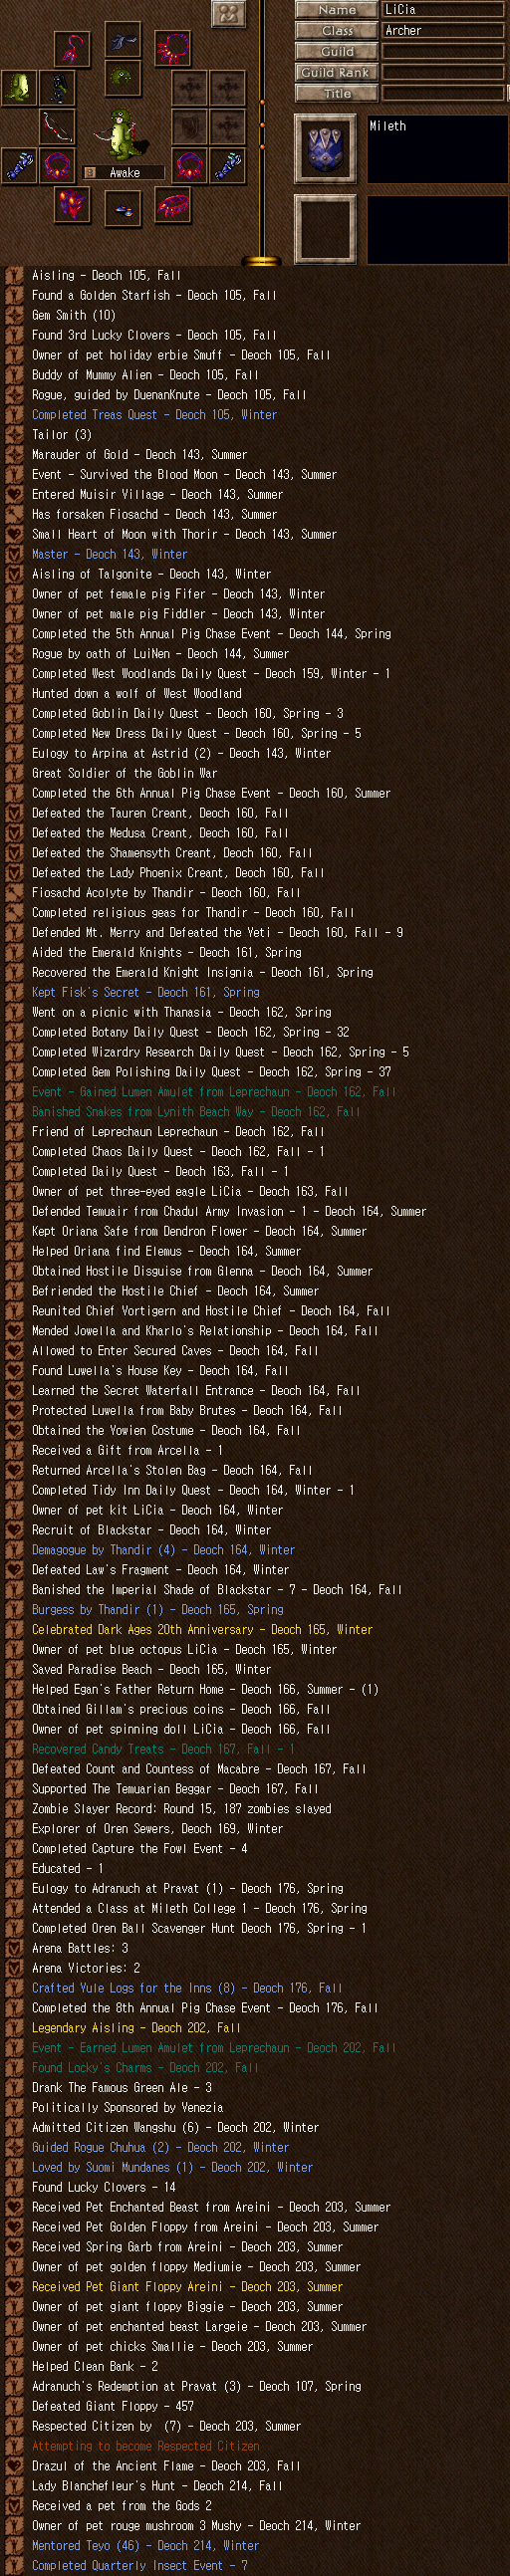 Name LiCia
Class Archer
Guild
Guild Rank
Title
Mileth
B Awake
Aisling - Deoch 105, Fall
Found a Golden Starfish - Deoch 105, Fall
Gem Smith (10)
Found 3rd Lucky Clovers - Deoch 105, Fall
Owner of pet holiday erbie Smuff - Deoch 105, Fall
Buddy of Mummy Alien - Deoch 105, Fall
Rogue, guided by DuenanKnute - Deoch 105, Fall
Completed Treas Quest - Deoch 105, Winter
Tailor (3)
Marauder of Gold - Deoch 143, Summer
Event - Survived the Blood Moon - Deoch 143, Summer
Entered Muisir Village - Deoch 143, Summer
Has forsaken Fiosachd - Deoch 143, Summer
Small Heart of Moon with Thorir - Deoch 143, Summer
Master - Deoch 143, Winter
Aisling of Talgonite - Deoch 143, Winter
Owner of pet female pig Fifer - Deoch 143, Winter
Owner of pet male pig Fiddler - Deoch 143, Winter
Completed the 5th Annual Pig Chase Event - Deoch 144, Spring
Rogue by oath of LuiNen - Deoch 144, Summer
Completed West Woodlands Daily Quest - Deoch 159, Winter - 1
Hunted down a wolf of West Woodland
Completed Goblin Daily Quest - Deoch 160, Spring - 3
Completed New Dress Daily Quest - Deoch 160, Spring - 5
Eulogy to Arpina at Astrid (2) - Deoch 143, Winter
Great Soldier of the Goblin War
Completed the 6th Annual Pig Chase Event - Deoch 160, Summer
Defeated the Tauren Creant, Deoch 160, Fall
Defeated the Medusa Creant, Deoch 160, Fall
Defeated the Shamensyth Creant, Deoch 160, Fall
Defeated the Lady Phoenix Creant, Deoch 160, Fall
Fiosachd Acolyte by Thandir - Deoch 160, Fall
Completed religious geas for Thandir - Deoch 160, Fall
Defended Mt. Merry and Defeated the Yeti - Deoch 160, Fall - 9
Aided the Emerald Knights - Deoch 161, Spring
Recovered the Emerald Knight Insignia - Deoch 161, Spring
Kept Fisk's Secret - Deoch 161, Spring
Went on a picnic with Thanasia - Deoch 162, Spring
Completed Botany Daily Quest - Deoch 162, Spring - 32
Completed Wizardry Research Daily Quest - Deoch 162, Spring - 5
Completed Gem Polishing Daily Quest - Deoch 162, Spring - 37
Event - Gained Lumen Amulet from Leprechaun - Deoch 162, Fall
Banished Snakes from Lynith Beach Way - Deoch 162, Fall
Friend of Leprechaun Leprechaun - Deoch 162, Fall
Completed Chaos Daily Quest - Deoch 162, Fall - 1
Completed Daily Quest - Deoch 163, Fall - 1
Owner of pet three-eyed eagle LiCia - Deoch 163, Fall
Defended Temuair from Chadul Army Invasion - 1 - Deoch 164, Summer
Kept Oriana Safe from Dendron Flower - Deoch 164, Summer
Helped Oriana find Elemus - Deoch 164, Summer
Obtained Hostile Disguise from Glenna - Deoch 164, Summer
Befriended the Hostile Chief - Deoch 164, Summer
Reunited Chief Vortigern and Hostile Chief - Deoch 164, Fall
Mended Jowella and Kharlo's Relationship - Deoch 164, Fall
Allowed to Enter Secured Caves - Deoch 164, Fall
Found Luwella's House Key - Deoch 164, Fall
Learned the Secret Waterfall Entrance - Deoch 164, Fall
Protected Luwella from Baby Brutes - Deoch 164, Fall
Obtained the Yowien Costume - Deoch 164, Fall
Received a Gift from Arcella - 1
Returned Arcella's Stolen Bag - Deoch 164, Fall
Completed Tidy Inn Daily Quest - Deoch 164, Winter - 1
Owner of pet kit LiCia - Deoch 164, Winter
Recruit of Blackstar - Deoch 164, Winter
Demagogue by Thandir (4) - Deoch 164, Winter
Defeated Law's Fragment - Deoch 164, Winter
Banished the Imperial Shade of Blackstar - 7 - Deoch 164, Fall
Burgess by Thandir (1) - Deoch 165, Spring
Celebrated Dark Ages 20th Anniversary - Deoch 165, Winter
Owner of pet blue octopus LiCia - Deoch 165, Winter
Saved Paradise Beach - Deoch 165, Winter
Helped Egan's Father Return Home - Deoch 166, Summer - (1)
Obtained Gillam's precious coins - Deoch 166, Fall
Owner of pet spinning doll LiCia - Deoch 166, Fall
Recovered Candy Treats - Deoch 167, Fall - 1
Defeated Count and Countess of Macabre - Deoch 167, Fall
Supported The Temuarian Beggar - Deoch 167, Fall
Zombie Slayer Record: Round 15, 187 zombies slayed
Explorer of Oren Sewers, Deoch 169, Winter
Completed Capture the Fowl Event - 4
Educated - 1
Eulogy to Adranuch at Pravat (1) - Deoch 176, Spring
Attended a Class at Mileth College 1 - Deoch 176, Spring
Completed Oren Ball Scavenger Hunt Deoch 176, Spring - 1
Arena Battles: 3
Arena Victories: 2
Crafted Yule Logs for the Inns (8) - Deoch 176, Fall
Completed the 8th Annual Pig Chase Event - Deoch 176, Fall
Legendary Aisling - Deoch 202, Fall
Event - Earned Lumen Amulet from Leprechaun - Deoch 202, Fall
Found Locky's Charms - Deoch 202, Fall
Drank The Famous Green Ale - 3
Politically Sponsored by Venezia
Admitted Citizen Wangshu (6) - Deoch 202, Winter
Guided Rogue Chuhua (2) - Deoch 202, Winter
Loved by Suomi Mundanes (1) - Deoch 202, Winter
Found Lucky Clovers - 14
Received Pet Enchanted Beast from Areini - Deoch 203, Summer
Received Pet Golden Floppy from Areini - Deoch 203, Summer
Received Spring Garb from Areini - Deoch 203, Summer
Owner of pet golden floppy Mediumie - Deoch 203, Summer
Received Pet Giant Floppy Areini - Deoch 203, Summer
Owner of pet giant floppy Biggie - Deoch 203, Summer
Owner of pet enchanted beast Largeie - Deoch 203, Summer
Owner of pet chicks Smallie - Deoch 203, Summer
Helped Clean Bank - 2
Adranuch's Redemption at Pravat (3) - Deoch 107, Spring
Defeated Giant Floppy - 457
Respected Citizen by  (7) - Deoch 203, Summer
Attempting to become Respected Citizen
Drazul of the Ancient Flame - Deoch 203, Fall
Lady Blanchefleur's Hunt - Deoch 214, Fall
Received a pet from the Gods 2
Owner of pet rouge mushroom 3 Mushy - Deoch 214, Winter
Mentored Teyo (46) - Deoch 214, Winter
Completed Quarterly Insect Event - 7